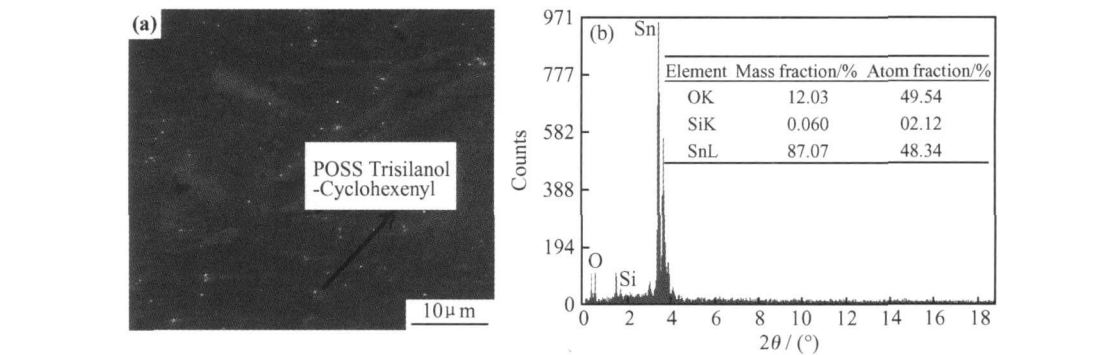 (a)
POSS Trisilanol
-Cyclohexenyl
10μm
(b)
971
777
582
388
194
0
Counts
Sn
O
Si
Element Mass fraction/% Atom fraction/%
OK 12.03 49.54
SiK 0.060 02.12
SnL 87.07 48.34
0 2 4 6 8 10 12 14 16 18
2θ / (°)